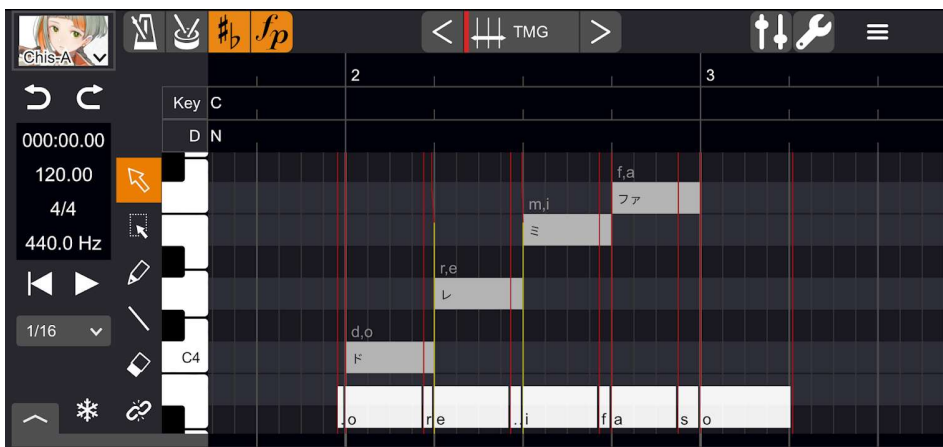 Chis-A
♯♭ fp
< TMG >
2 3
Key C
D N
000:00.00
120.00
4/4
440.0 Hz
1/16
C4
f,a
ファ
m,i
ミ
r,e
レ
d,o
ド
.o r e ..i f a s o